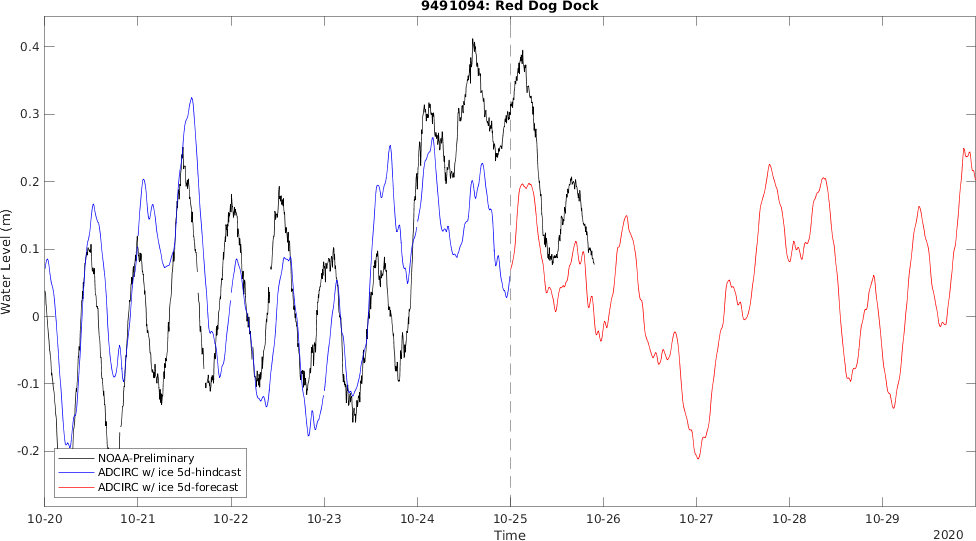 9491094: Red Dog Dock
Water Level (m)
0.4
0.3
0.2
0.1
0
-0.1
-0.2
NOAA-Preliminary
ADCIRC w/ ice 5d-hindcast
ADCIRC w/ ice 5d-forecast
10-20 10-21 10-22 10-23 10-24 10-25 10-26 10-27 10-28 10-29
Time
2020